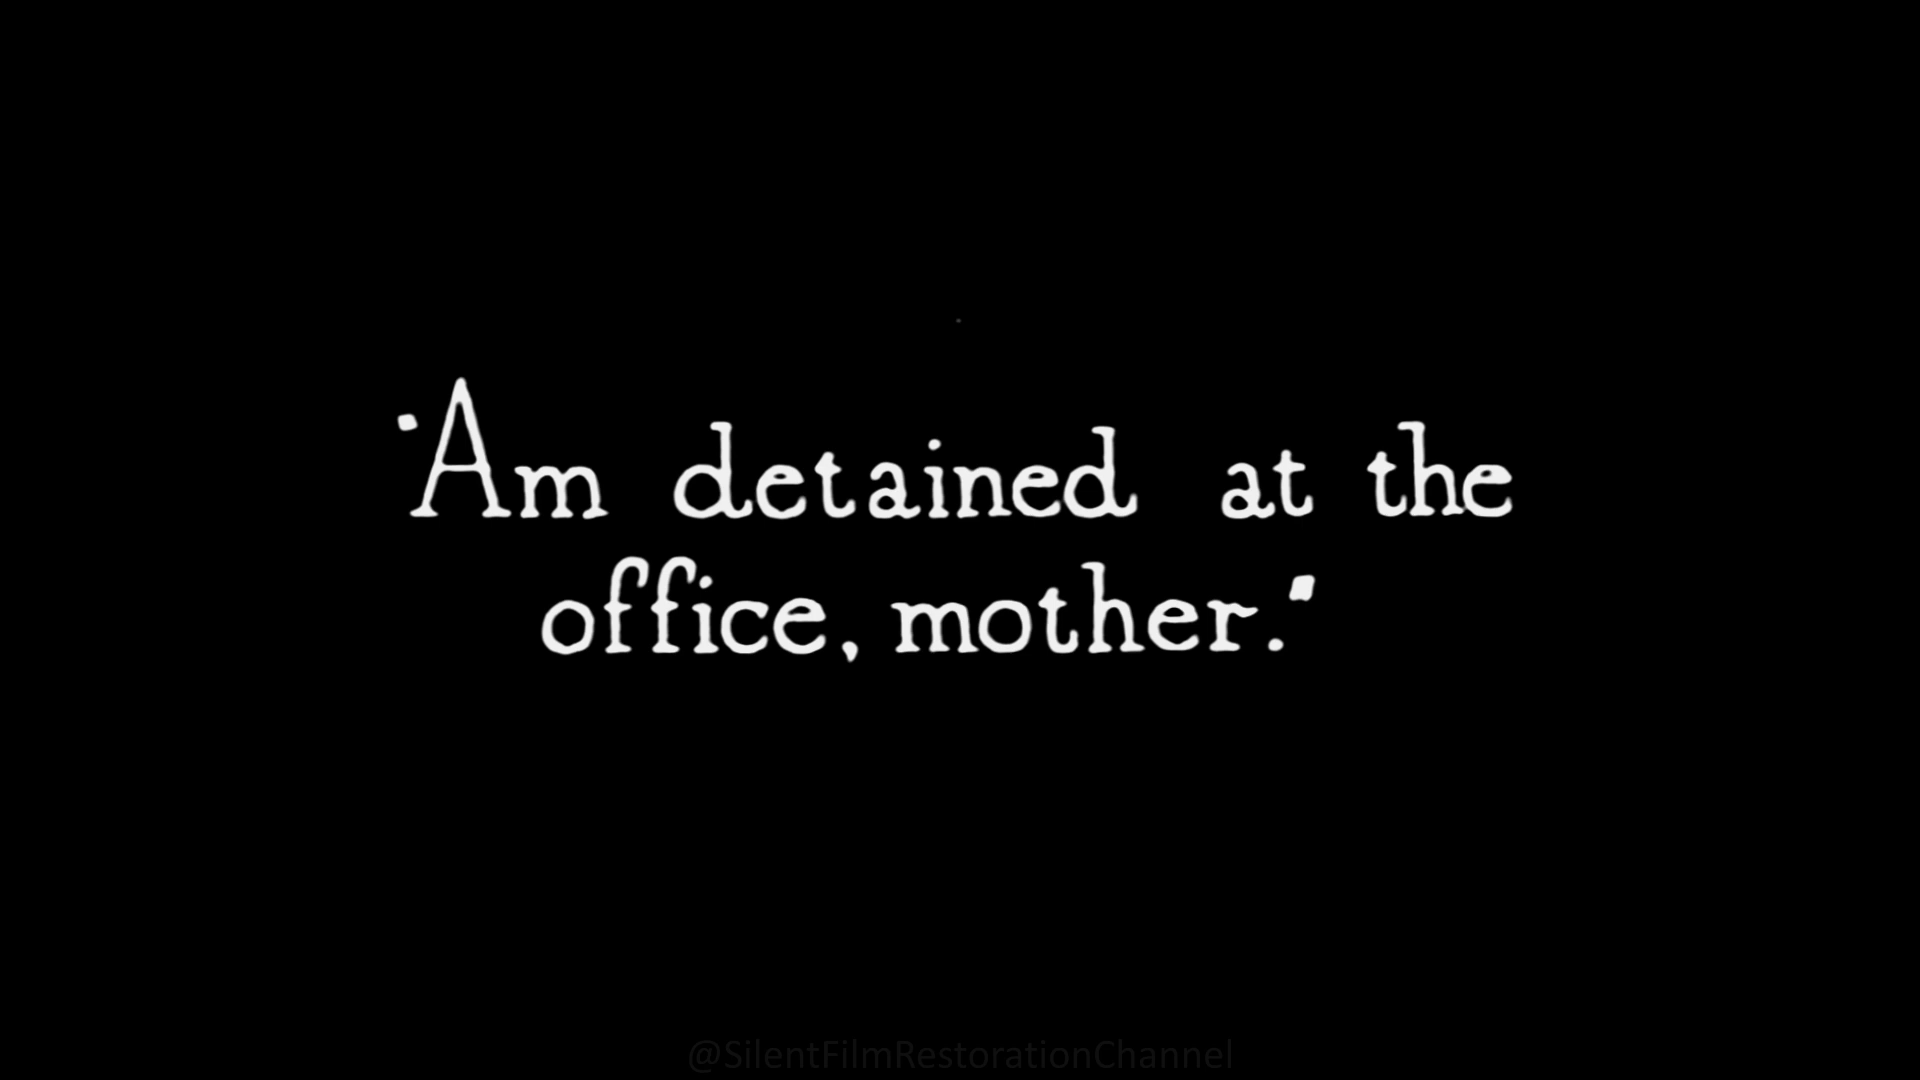 "Am detained at the
office, mother."
@SilentFilmRestorationChannel